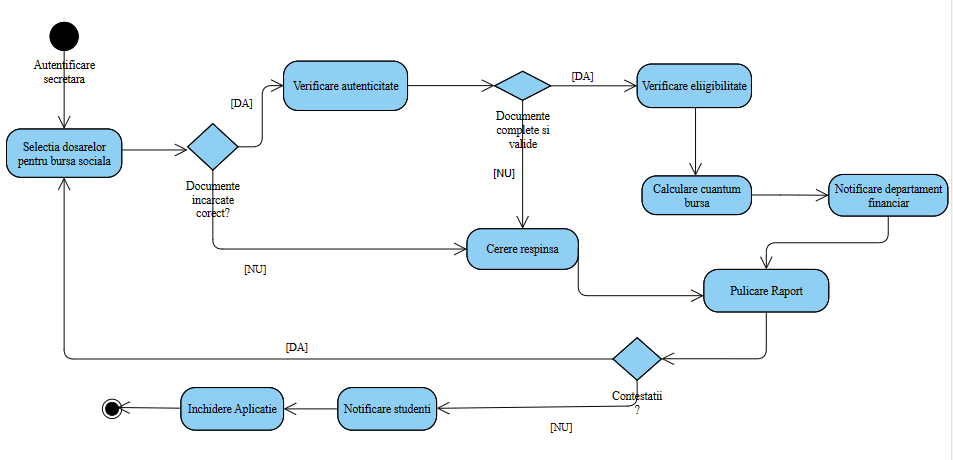 Autentificare
secretara
Selectia dosarelor
pentru bursa sociala
[DA]
Documente
incarcate
corect?
[NU]
Verificare autenticitate
[DA]
Documente
complete si
valide
[NU]
Verificare eliigibilitate
Calculare cuantum
bursa
Notificare departament
financiar
Cerere respinsa
Pulicare Raport
[DA]
Contestatii
?
[NU]
Notificare studenti
Inchidere Aplicatie